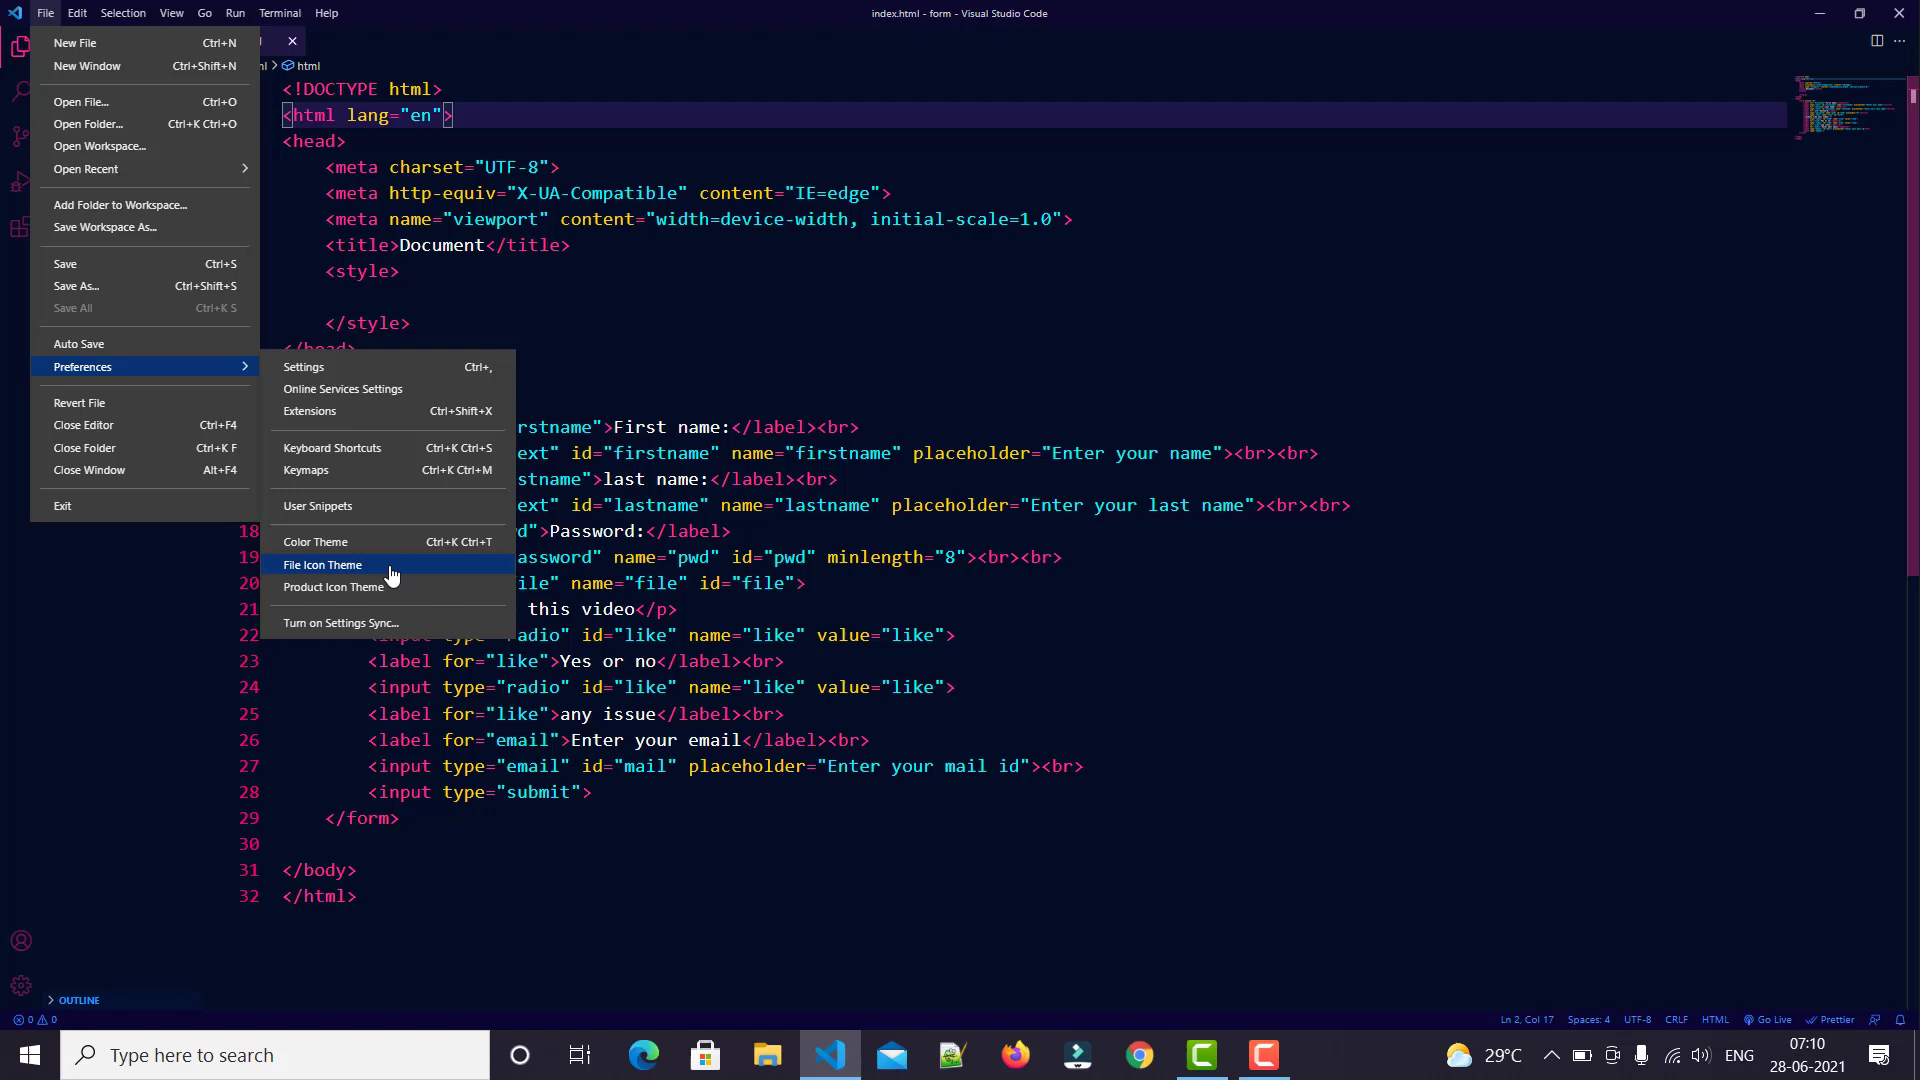 File Edit Selection View Go Run Terminal Help
index.html - form - Visual Studio Code
New File Ctrl+N
New Window Ctrl+Shift+N
Open File... Ctrl+O
Open Folder... Ctrl+K Ctrl+O
Open Workspace...
Open Recent
Add Folder to Workspace...
Save Workspace As...
Save Ctrl+S
Save As... Ctrl+Shift+S
Save All Ctrl+K S
Auto Save
Preferences
Revert File
Close Editor Ctrl+F4
Close Folder Ctrl+K F
Close Window Alt+F4
Exit
Settings Ctrl+,
Online Services Settings
Extensions Ctrl+Shift+X
Keyboard Shortcuts Ctrl+K Ctrl+S
Keymaps Ctrl+K Ctrl+M
User Snippets
Color Theme Ctrl+K Ctrl+T
File Icon Theme
Product Icon Theme
Turn on Settings Sync...
html
<!DOCTYPE html>
<html lang="en">
<head>
<meta charset="UTF-8">
<meta http-equiv="X-UA-Compatible" content="IE=edge">
<meta name="viewport" content="width=device-width, initial-scale=1.0">
<title>Document</title>
<style>
</style>
</head>
rstname">First name:</label><br>
ext" id="firstname" name="firstname" placeholder="Enter your name"><br><br>
stname">last name:</label><br>
ext" id="lastname" name="lastname" placeholder="Enter your last name"><br><br>
18 d">Password:</label>
19 assword" name="pwd" id="pwd" minlength="8"><br><br>
20 ile" name="file" id="file">
21 this video</p>
22 <input type="radio" id="like" name="like" value="like">
23 <label for="like">Yes or no</label><br>
24 <input type="radio" id="like" name="like" value="like">
25 <label for="like">any issue</label><br>
26 <label for="email">Enter your email</label><br>
27 <input type="email" id="mail" placeholder="Enter your mail id"><br>
28 <input type="submit">
29 </form>
30
31 </body>
32 </html>
OUTLINE
0 0
Ln 2, Col 17 Spaces: 4 UTF-8 CRLF HTML Go Live Prettier
Type here to search
29°C ENG
07:10
28-06-2021